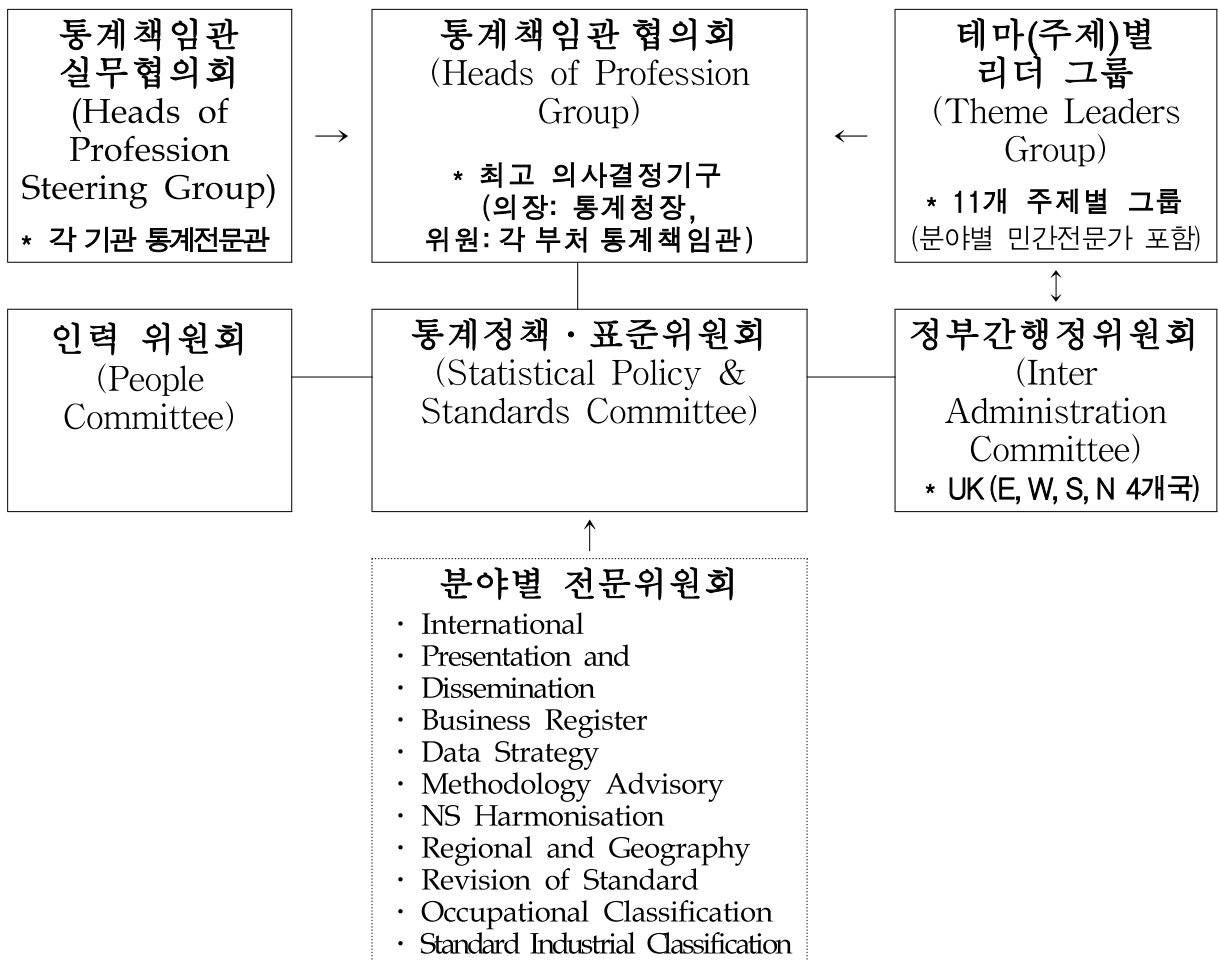 통계책임관
실무협의회
(Heads of
Profession
Steering Group)
* 각 기관 통계전문관
→
통계책임관 협의회
(Heads of Profession
Group)
* 최고 의사결정기구
(의장: 통계청장,
위원: 각 부처 통계책임관)
←
테마(주제)별
리더 그룹
(Theme Leaders
Group)
* 11개 주제별 그룹
(분야별 민간전문가 포함)
↕
인력 위원회
(People
Committee)
통계정책・표준위원회
(Statistical Policy &
Standards Committee)
정부간행정위원회
(Inter
Administration
Committee)
* UK(E, W, S, N 4개국)
↑
분야별 전문위원회
· International
· Presentation and
· Dissemination
· Business Register
· Data Strategy
· Methodology Advisory
· NS Harmonisation
· Regional and Geography
· Revision of Standard
· Occupational Classification
· Standard Industrial Classification